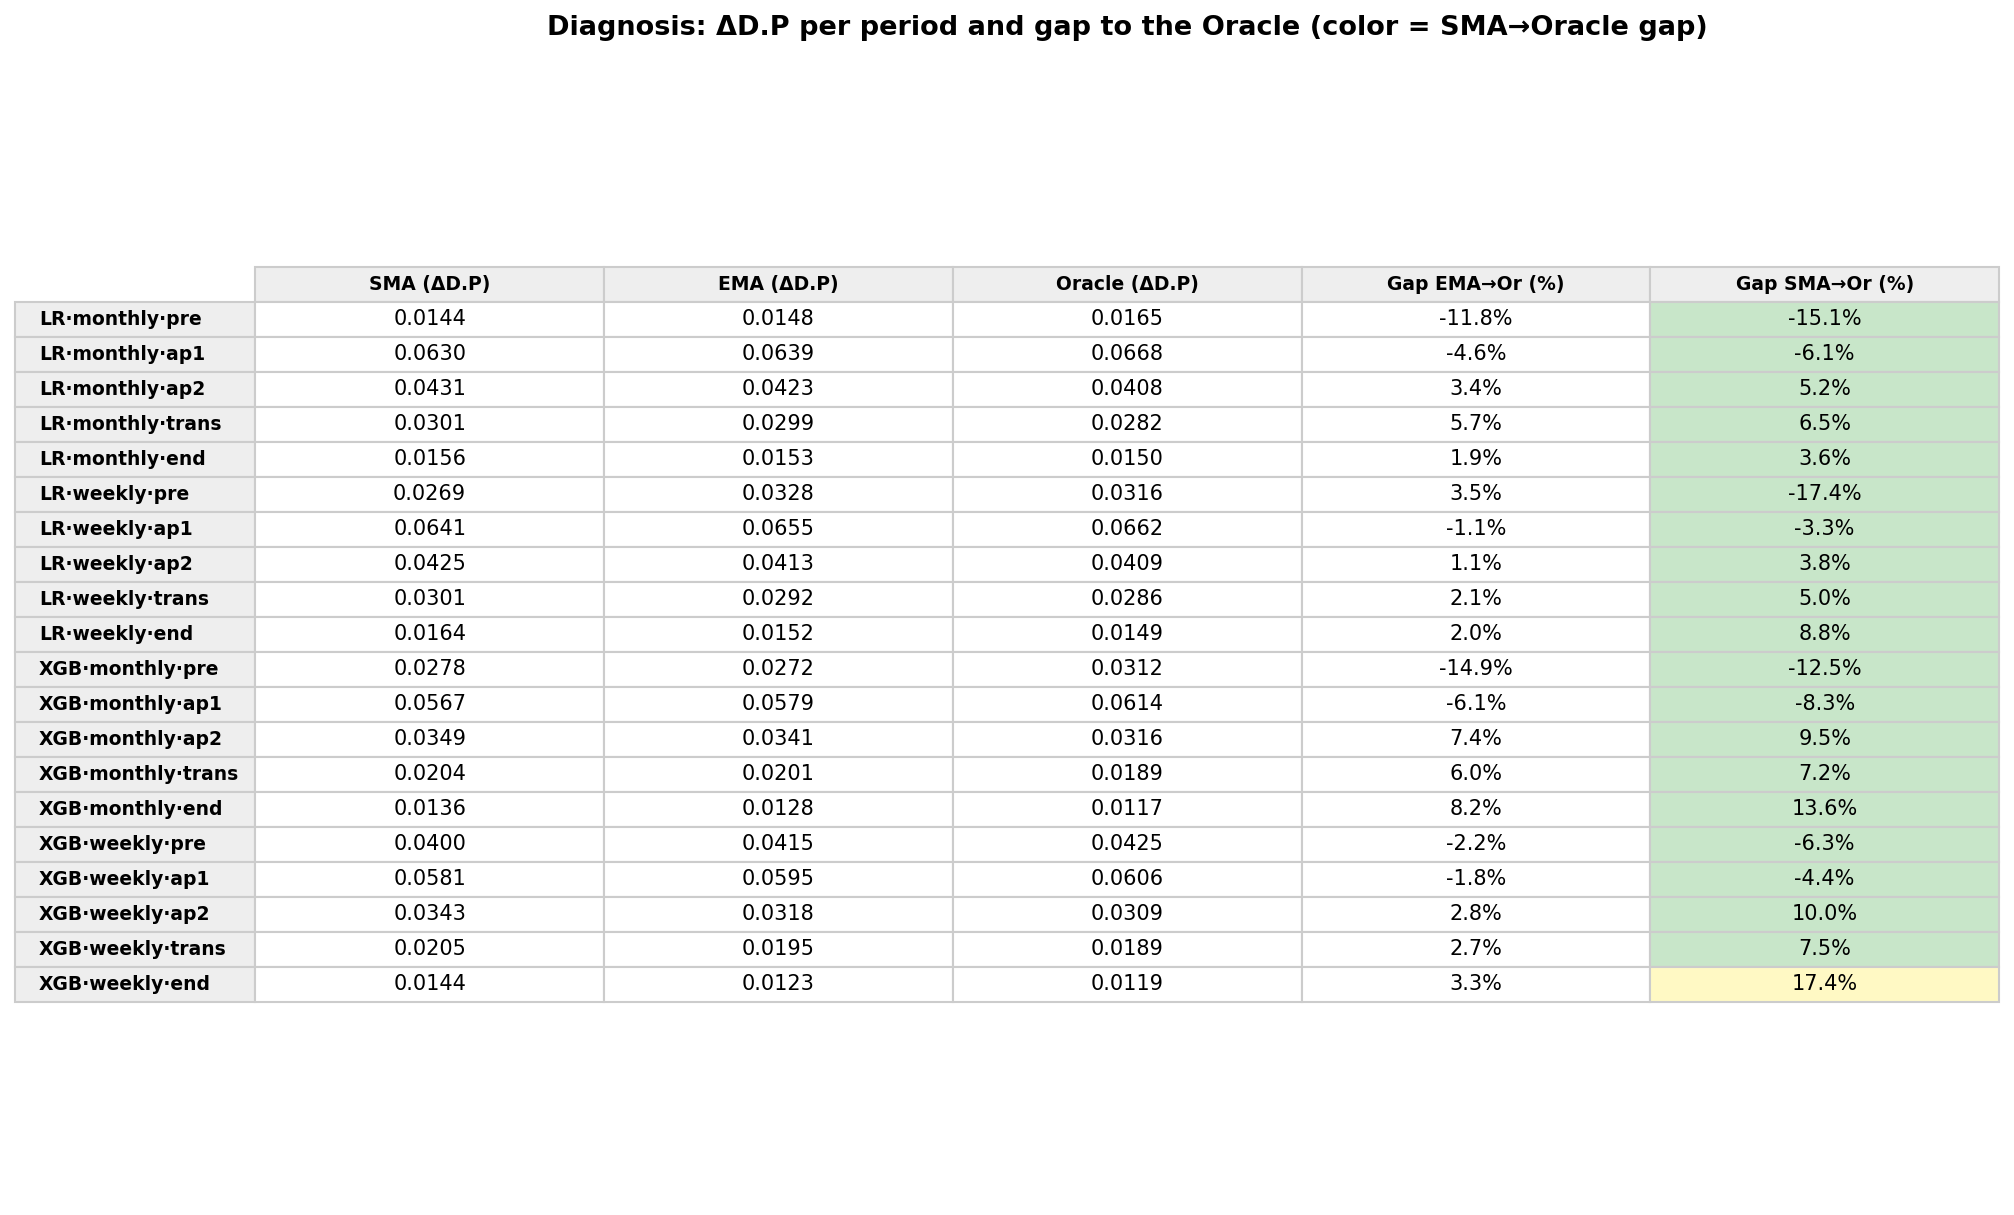 Diagnosis: ΔD.P per period and gap to the Oracle (color = SMA→Oracle gap)
SMA (ΔD.P) EMA (ΔD.P) Oracle (ΔD.P) Gap EMA→Or (%) Gap SMA→Or (%)
LR·monthly·pre 0.0144 0.0148 0.0165 -11.8% -15.1%
LR·monthly·ap1 0.0630 0.0639 0.0668 -4.6% -6.1%
LR·monthly·ap2 0.0431 0.0423 0.0408 3.4% 5.2%
LR·monthly·trans 0.0301 0.0299 0.0282 5.7% 6.5%
LR·monthly·end 0.0156 0.0153 0.0150 1.9% 3.6%
LR·weekly·pre 0.0269 0.0328 0.0316 3.5% -17.4%
LR·weekly·ap1 0.0641 0.0655 0.0662 -1.1% -3.3%
LR·weekly·ap2 0.0425 0.0413 0.0409 1.1% 3.8%
LR·weekly·trans 0.0301 0.0292 0.0286 2.1% 5.0%
LR·weekly·end 0.0164 0.0152 0.0149 2.0% 8.8%
XGB·monthly·pre 0.0278 0.0272 0.0312 -14.9% -12.5%
XGB·monthly·ap1 0.0567 0.0579 0.0614 -6.1% -8.3%
XGB·monthly·ap2 0.0349 0.0341 0.0316 7.4% 9.5%
XGB·monthly·trans 0.0204 0.0201 0.0189 6.0% 7.2%
XGB·monthly·end 0.0136 0.0128 0.0117 8.2% 13.6%
XGB·weekly·pre 0.0400 0.0415 0.0425 -2.2% -6.3%
XGB·weekly·ap1 0.0581 0.0595 0.0606 -1.8% -4.4%
XGB·weekly·ap2 0.0343 0.0318 0.0309 2.8% 10.0%
XGB·weekly·trans 0.0205 0.0195 0.0189 2.7% 7.5%
XGB·weekly·end 0.0144 0.0123 0.0119 3.3% 17.4%